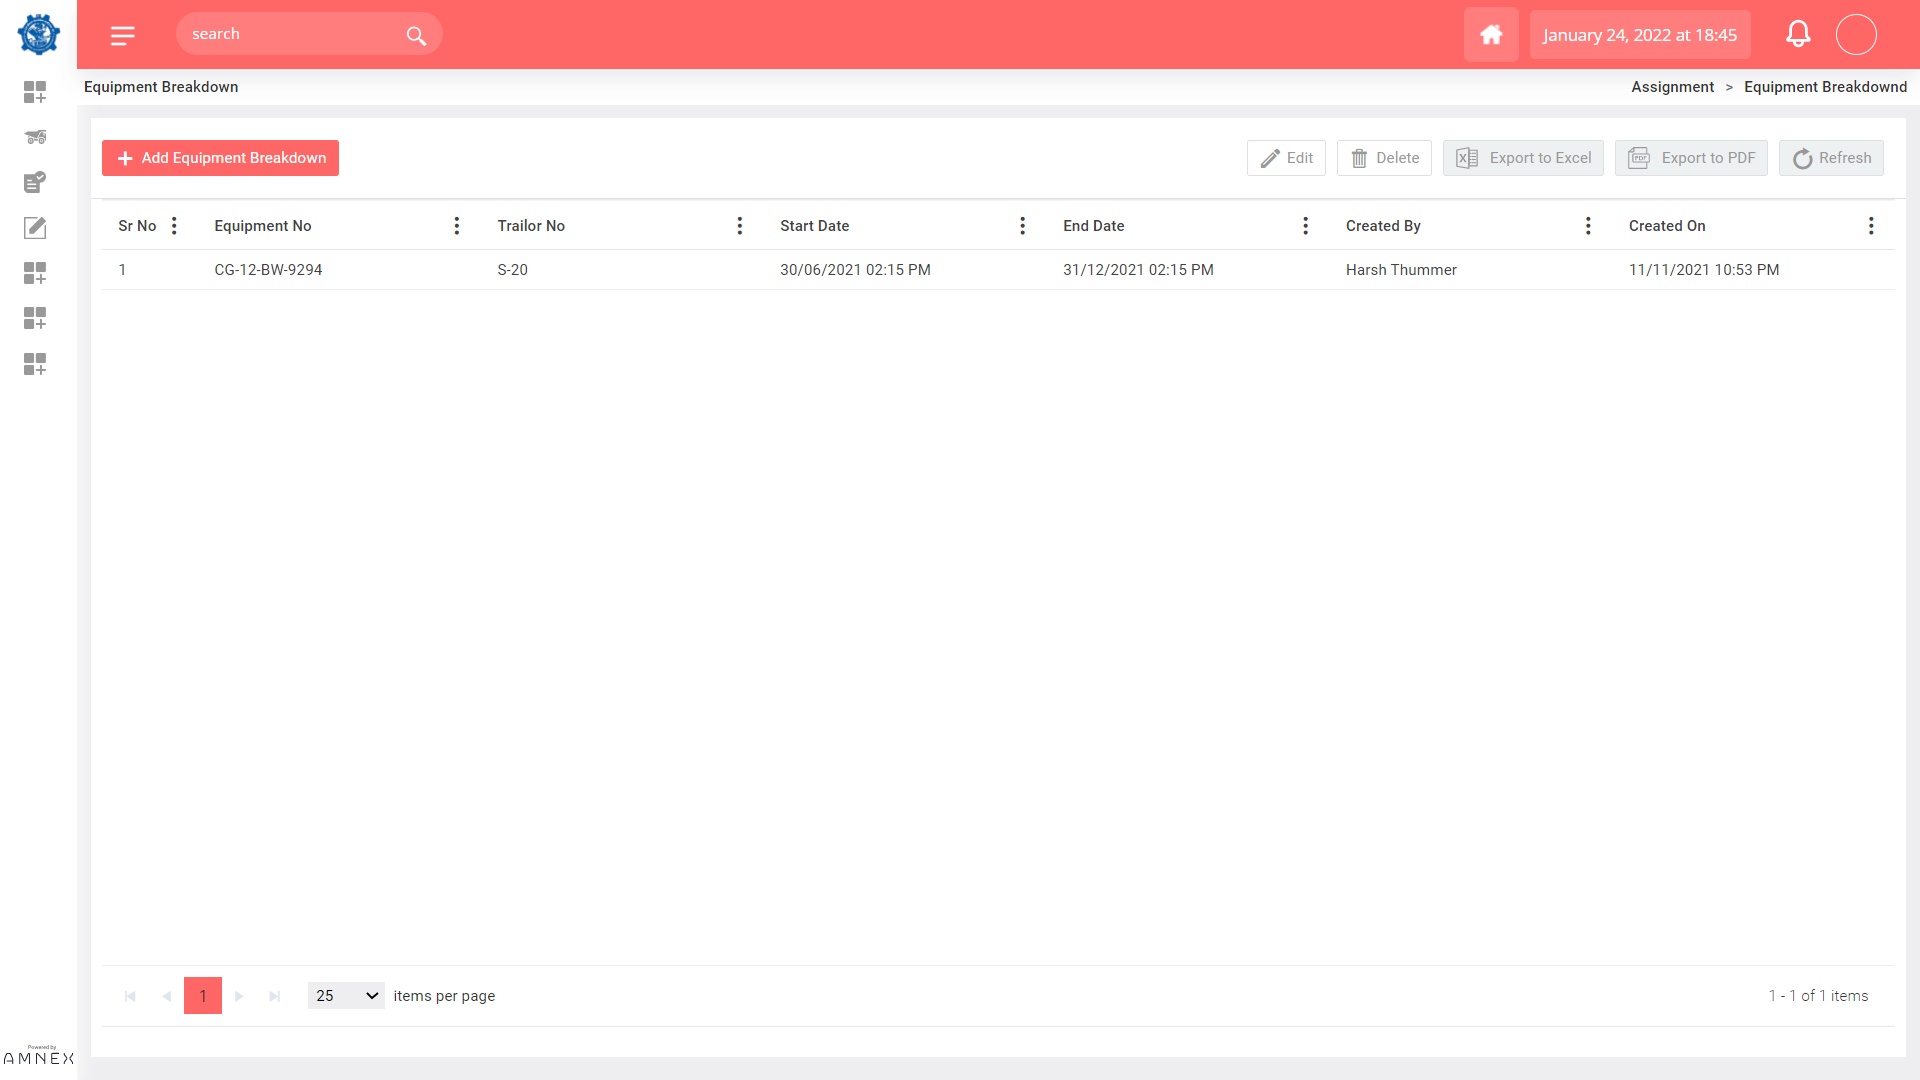 search
January 24, 2022 at 18:45
Equipment Breakdown
Assignment > Equipment Breakdownd
Add Equipment Breakdown
Edit
Delete
Export to Excel
Export to PDF
Refresh
Sr No Equipment No Trailor No Start Date End Date Created By Created On
1 CG-12-BW-9294 S-20 30/06/2021 02:15 PM 31/12/2021 02:15 PM Harsh Thummer 11/11/2021 10:53 PM
1 25 items per page 1 - 1 of 1 items
Powered by
AMNEX